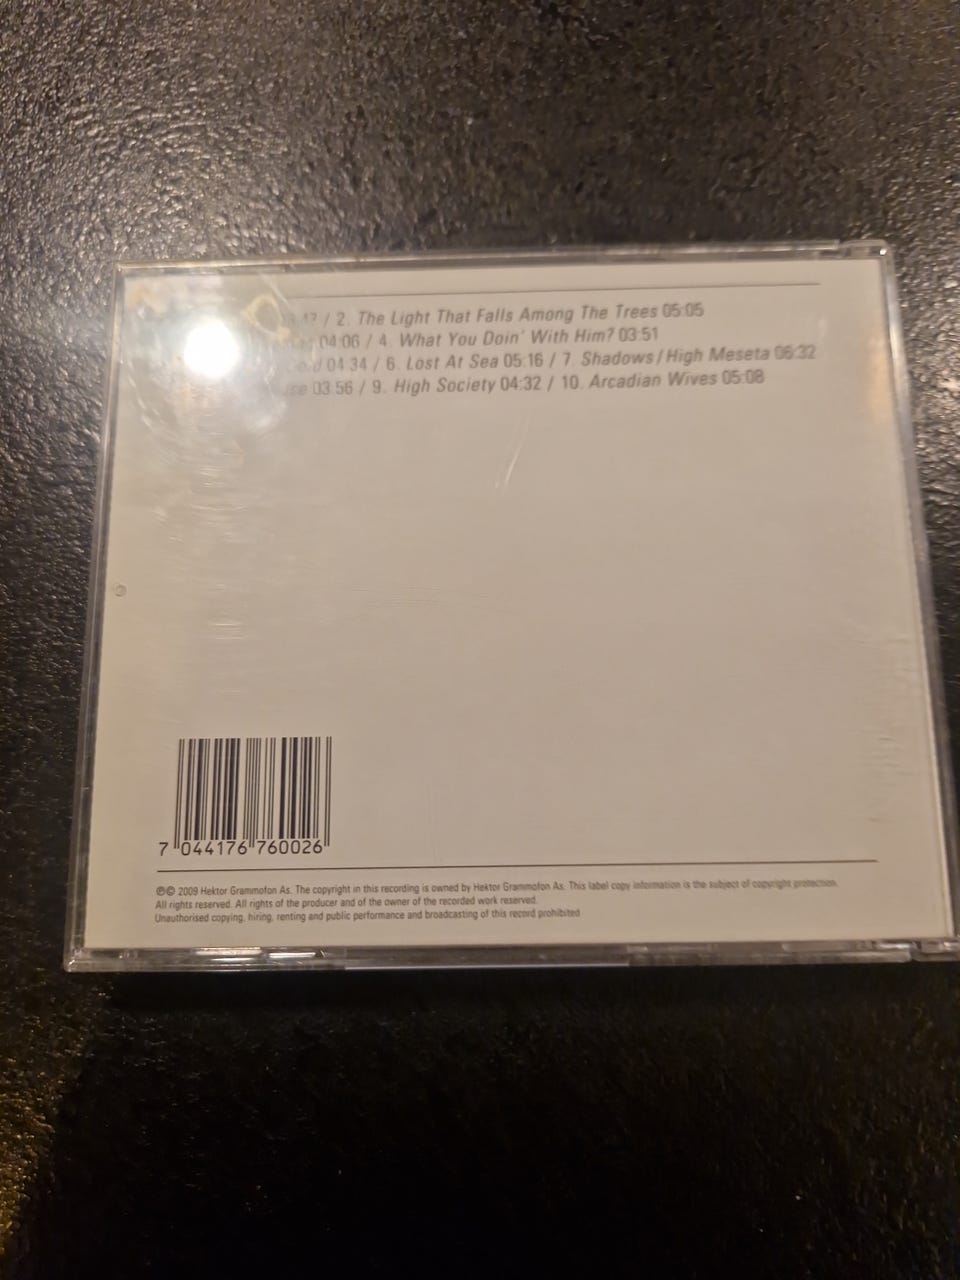 / 2. The Light That Falls Among The Trees 05:05
04:06 / 4. What You Doin' With Him? 03:51
04:34 / 6. Lost At Sea 05:16 / 7. Shadows / High Meseta 06:32
03:56 / 9. High Society 04:32 / 10. Arcadian Wives 05:08
7 044176 760026
℗© 2009 Hektor Grammofon As. The copyright in this recording is owned by Hektor Grammofon As. This label copy information is the subject of copyright protection.
All rights reserved. All rights of the producer and of the owner of the recorded work reserved.
Unauthorised copying, hiring, renting and public performance and broadcasting of this record prohibited